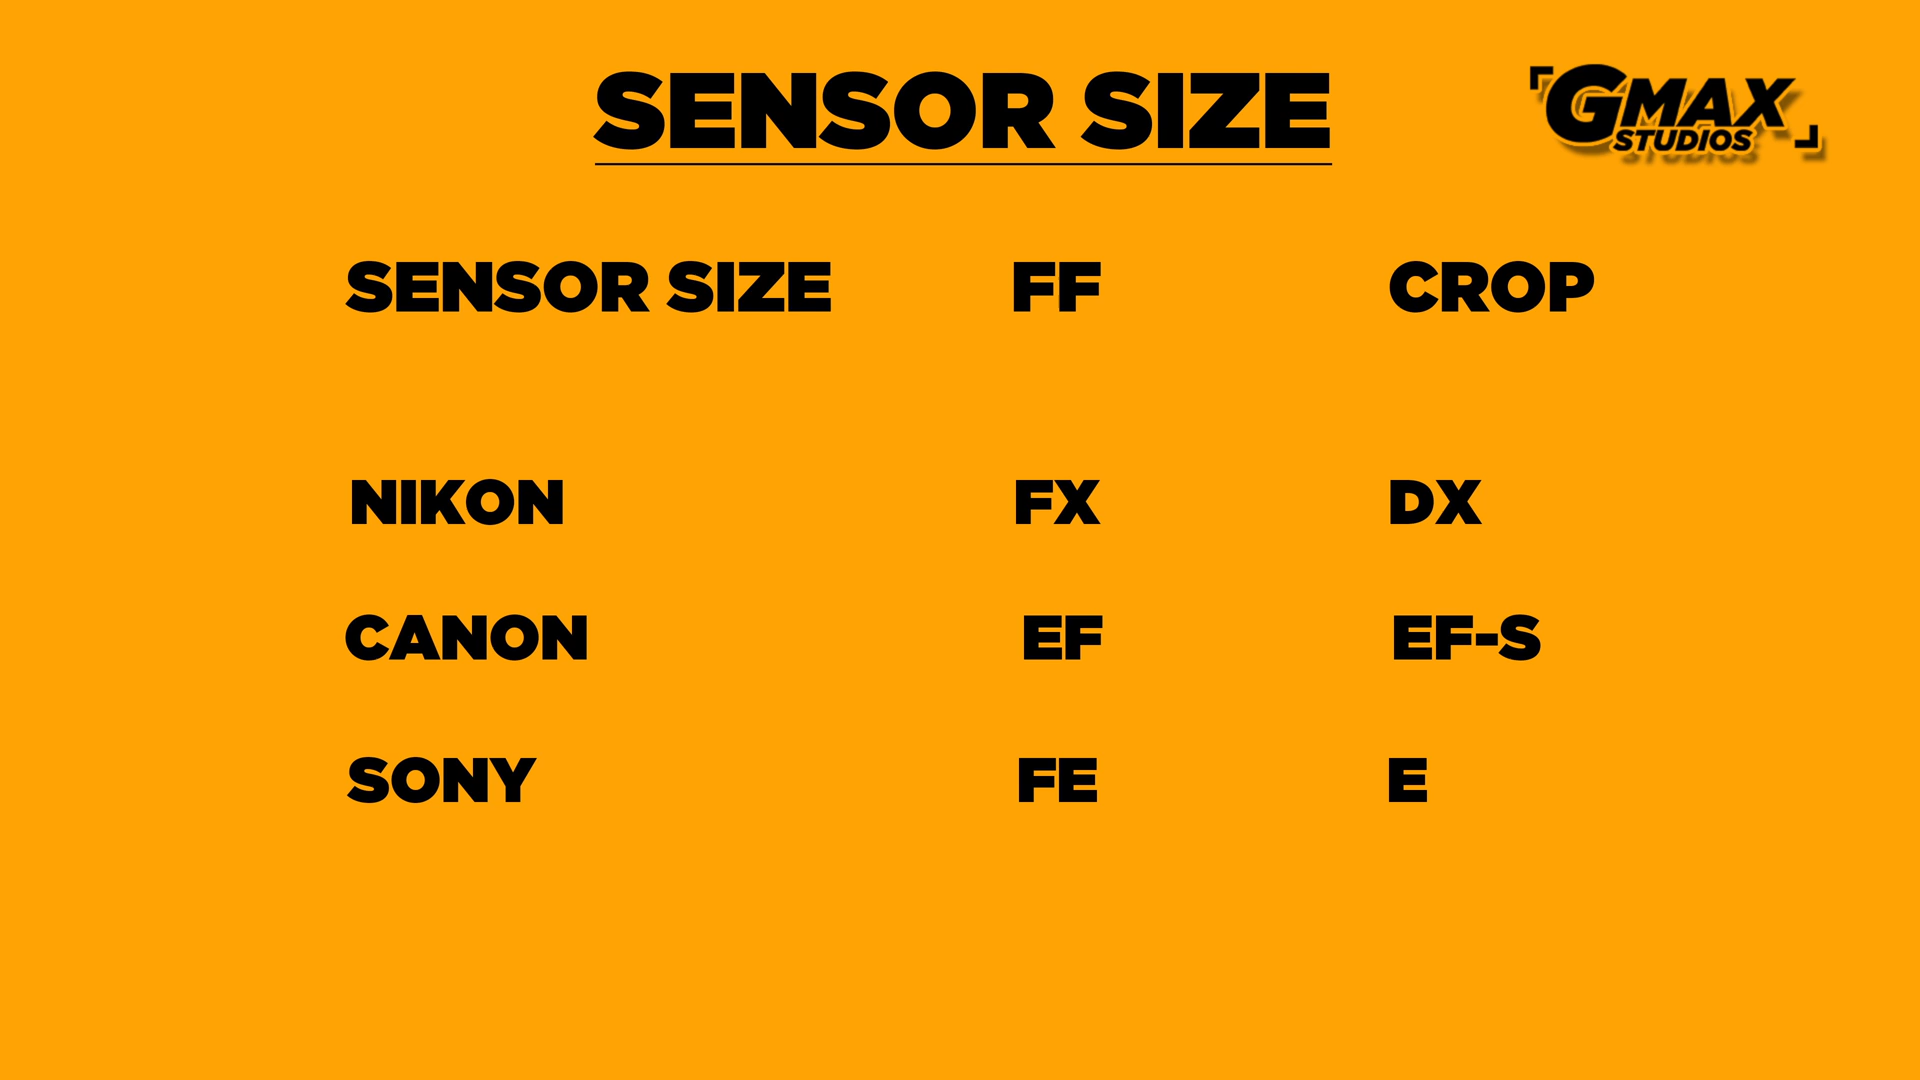 SENSOR SIZE
GMAX
STUDIOS
SENSOR SIZE FF CROP
NIKON FX DX
CANON EF EF-S
SONY FE E